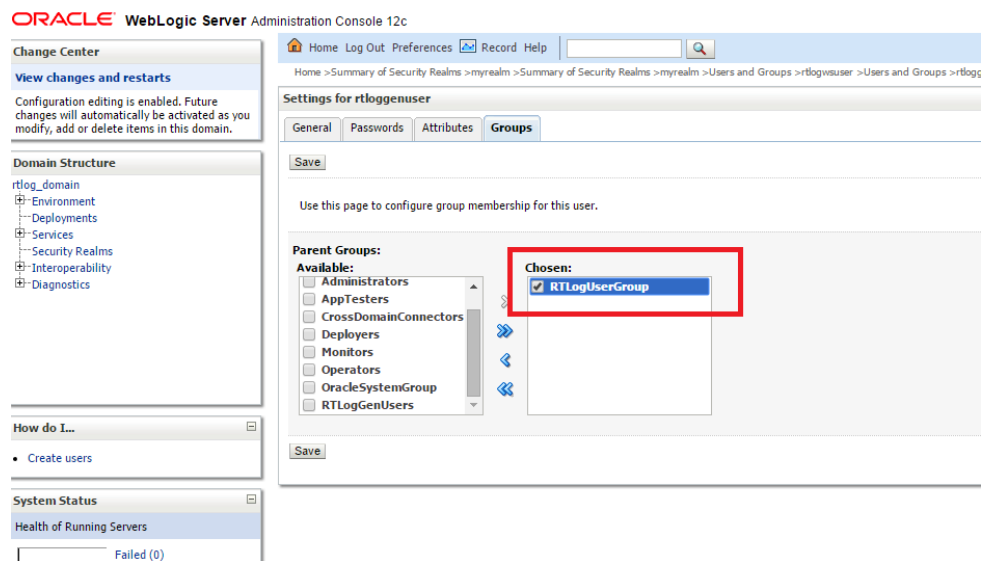 ORACLE WebLogic Server Administration Console 12c
Change Center
View changes and restarts
Configuration editing is enabled. Future
changes will automatically be activated as you
modify, add or delete items in this domain.
Domain Structure
rtlog_domain
Environment
Deployments
Services
Security Realms
Interoperability
Diagnostics
How do I...
Create users
System Status
Health of Running Servers
Failed (0)
Home Log Out Preferences Record Help
Home >Summary of Security Realms >myrealm >Summary of Security Realms >myrealm >Users and Groups >rtlogwsuser >Users and Groups >rtlogg
Settings for rtloggenuser
General Passwords Attributes Groups
Save
Use this page to configure group membership for this user.
Parent Groups:
Available:
Administrators
AppTesters
CrossDomainConnectors
Deployers
Monitors
Operators
OracleSystemGroup
RTLogGenUsers
Chosen:
RTLogUserGroup
Save